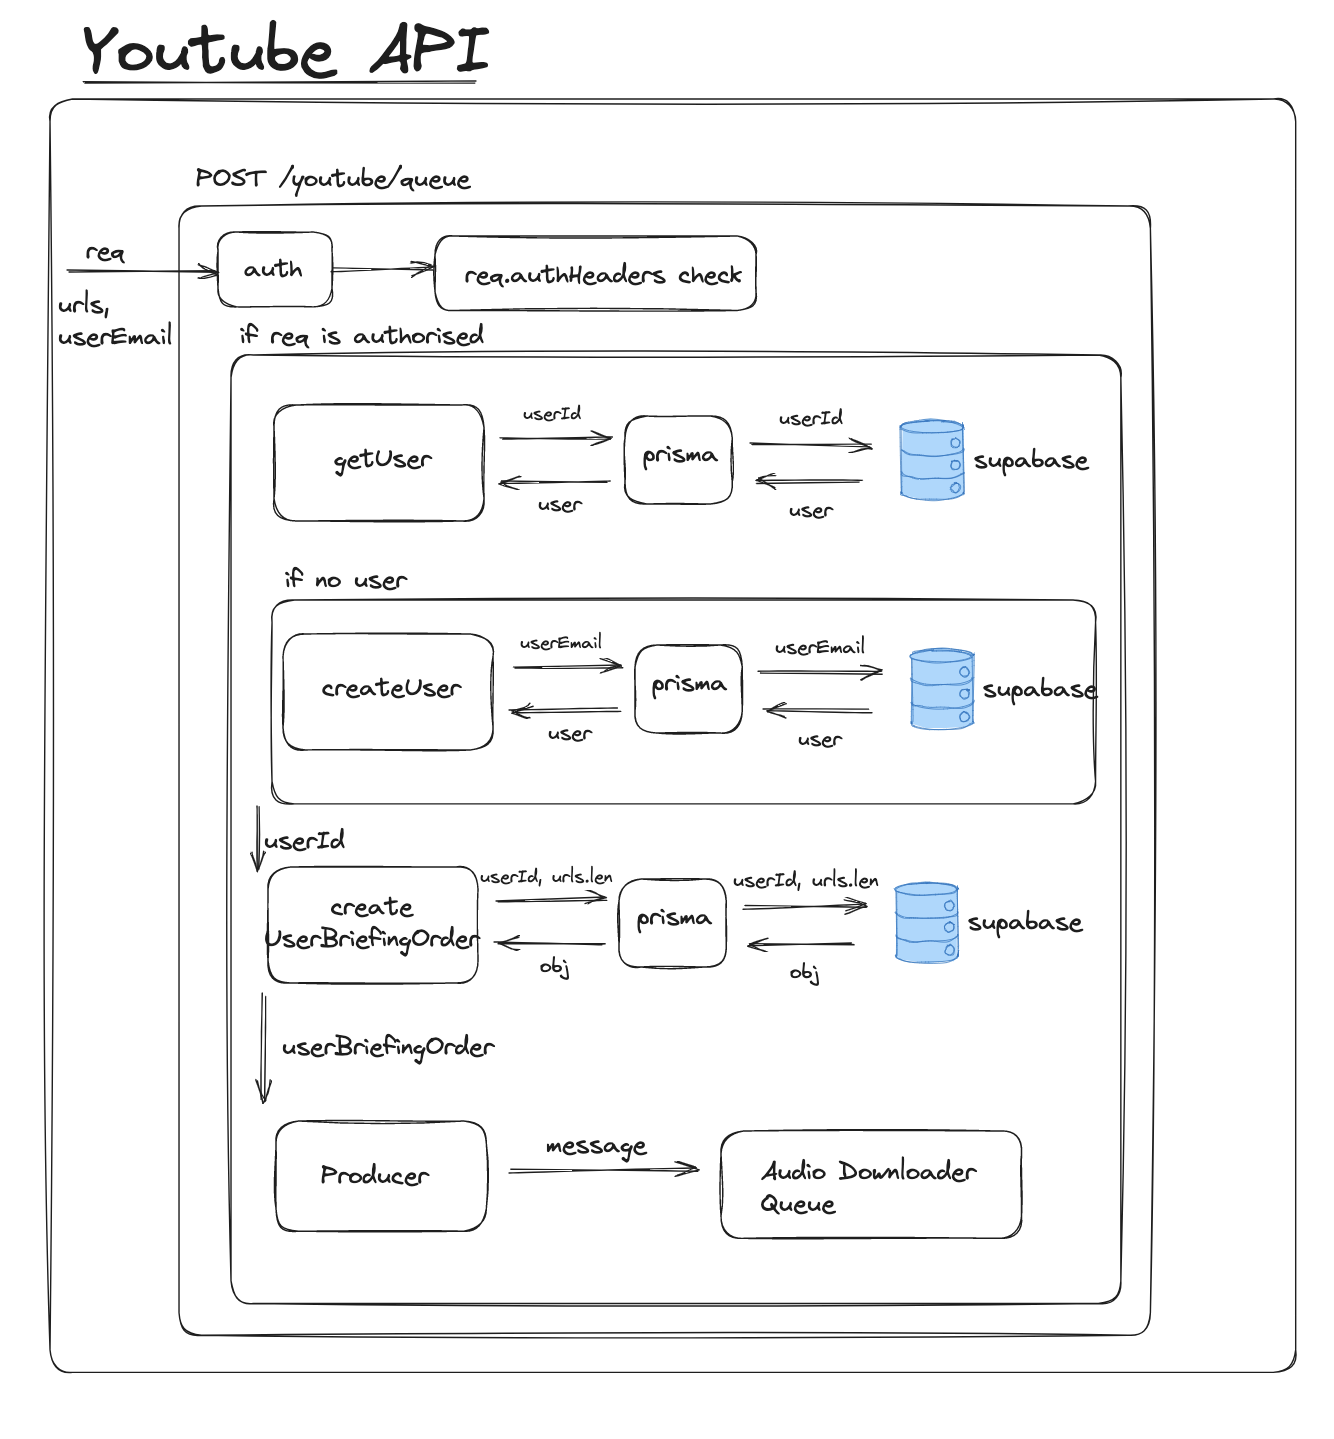 Youtube API
POST /youtube/queue
req
urls,
userEmail
auth
req.authHeaders check
if req is authorised
getUser
userId
user
prisma
userId
user
supabase
if no user
createUser
userEmail
user
prisma
userEmail
user
supabase
userId
create
UserBriefingOrder
userId, urls.len
obj
prisma
userId, urls.len
obj
supabase
userBriefingOrder
Producer
message
Audio Downloader
Queue